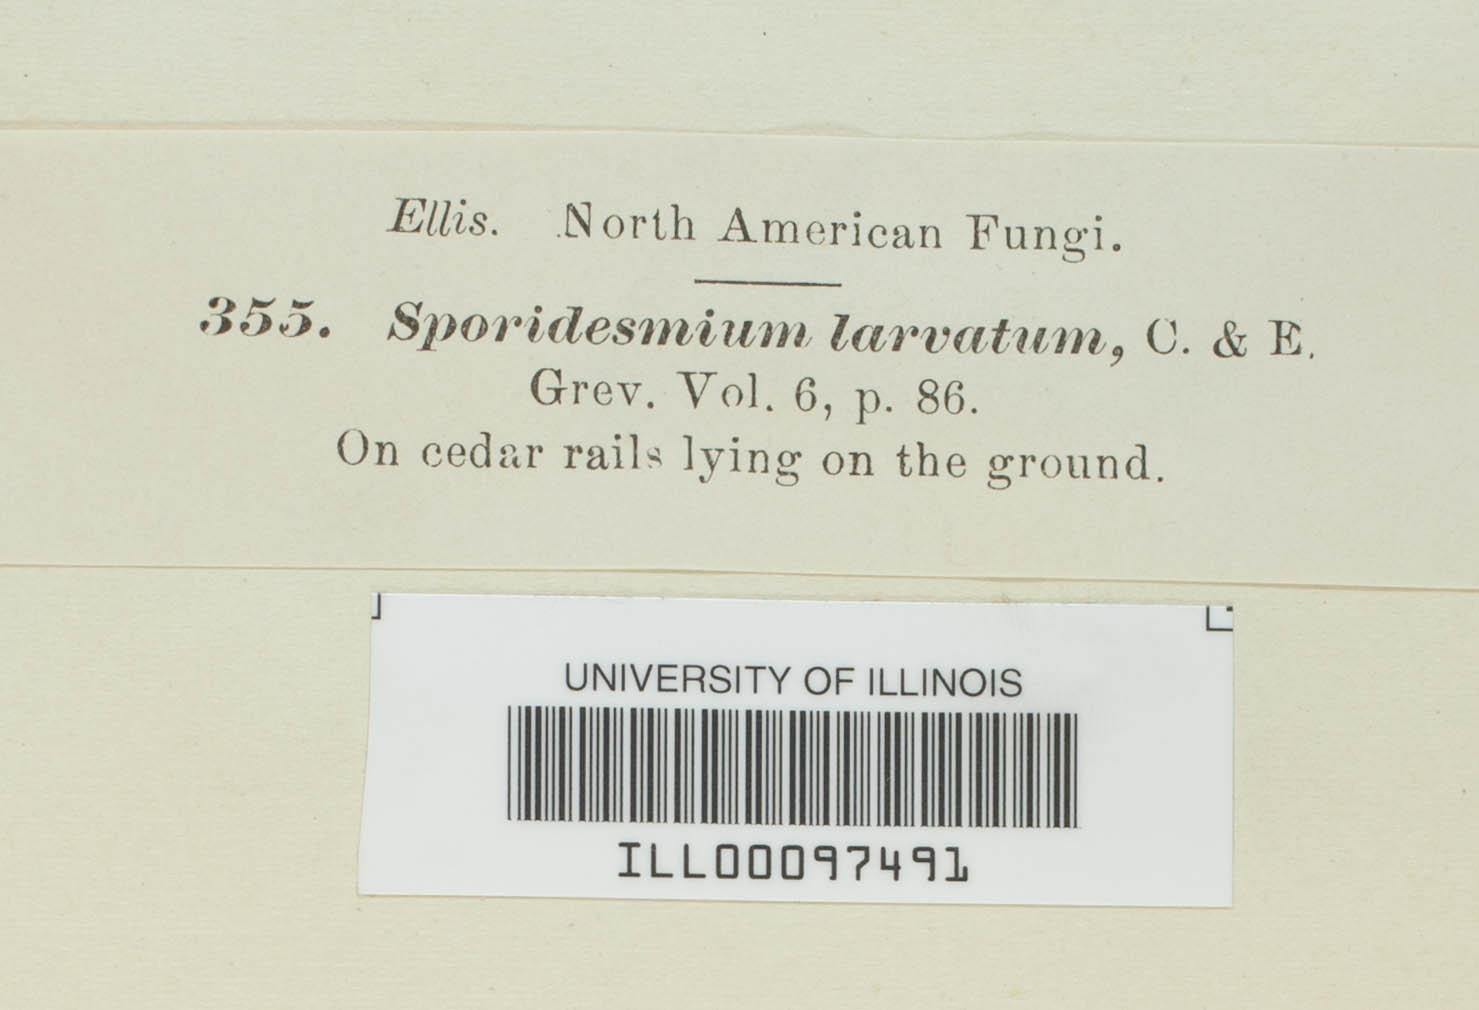 Ellis. North American Fungi.
355. Sporidesmium larvatum, C. & E.
Grev. Vol. 6, p. 86.
On cedar rails lying on the ground.
UNIVERSITY OF ILLINOIS
ILL00097491